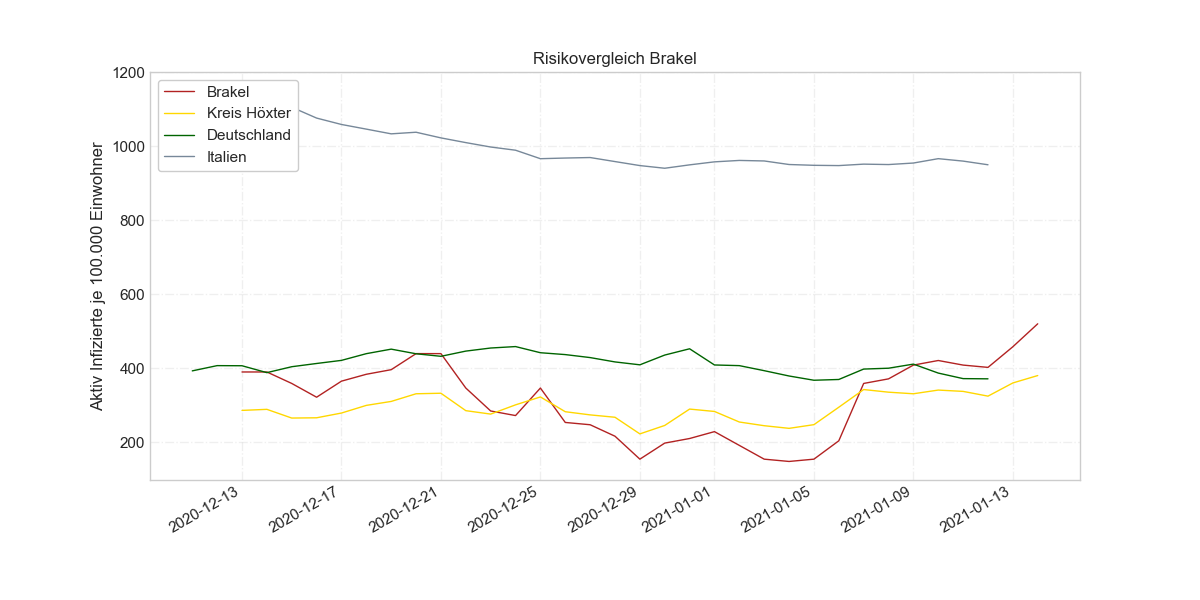 Risikovergleich Brakel
Aktiv Infizierte je 100.000 Einwohner
1200
1000
800
600
400
200
Brakel
Kreis Höxter
Deutschland
Italien
2020-12-13
2020-12-17
2020-12-21
2020-12-25
2020-12-29
2021-01-01
2021-01-05
2021-01-09
2021-01-13